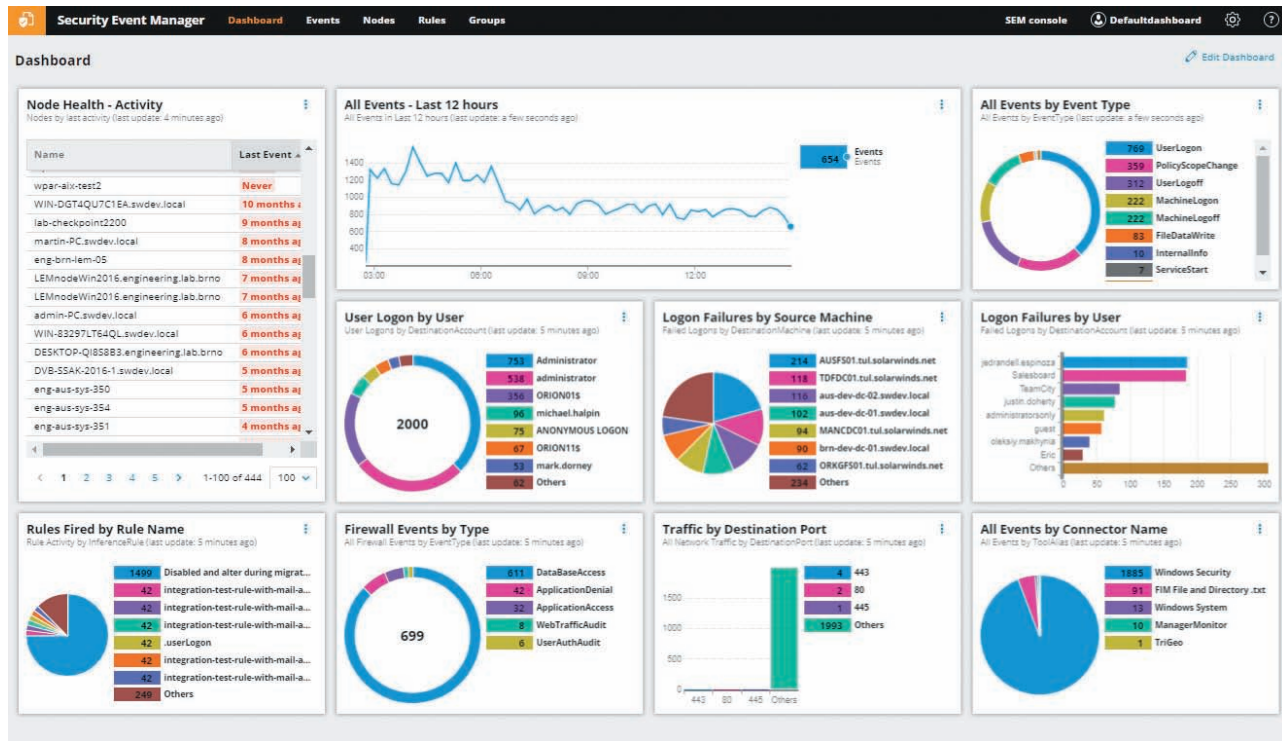 Security Event Manager Dashboard Events Nodes Rules Groups SEM console Defaultdashboard ?
Dashboard
Edit Dashboard
Node Health - Activity
Nodes by last activity (last update: 4 minutes ago)
Name Last Event
wpar-aix-test2 Never
WIN-DGT4QU7C1EA.swdev.local 10 months a
lab-checkpoint2200 9 months ag
martin-PC.swdev.local 8 months ag
eng-brn-lem-05 8 months ag
LEMnodeWin2016.engineering.lab.brno 7 months ag
LEMnodeWin2016.engineering.lab.brno 7 months ag
admin-PC.swdev.local 6 months ag
WIN-83297LT64QL.swdev.local 6 months ag
DESKTOP-QI8S8B3.engineering.lab.brno 6 months ag
DVB-SSAK-2016-1.swdev.local 5 months ag
eng-aus-sys-350 5 months ag
eng-aus-sys-354 5 months ag
eng-aus-sys-351 4 months ag
1 2 3 4 5 1-100 of 444 100
All Events - Last 12 hours
All Events in Last 12 hours (last update: a few seconds ago)
654 Events
Events
1400
1200
1000
800
600
400
03:00 06:00 09:00 12:00
All Events by Event Type
All Events by EventType (last update: a few seconds ago)
769 UserLogon
359 PolicyScopeChange
312 UserLogoff
222 MachineLogon
222 MachineLogoff
83 FileDataWrite
10 InternalInfo
7 ServiceStart
User Logon by User
User Logons by DestinationAccount (last update: 5 minutes ago)
2000
753 Administrator
538 administrator
356 ORION01$
96 michael.halpin
75 ANONYMOUS LOGON
67 ORION11$
53 mark.dorney
62 Others
Logon Failures by Source Machine
Failed Logons by DestinationMachine (last update: 5 minutes ago)
214 AUSFS01.tul.solarwinds.net
118 TDFDC01.tul.solarwinds.net
116 aus-dev-dc-02.swdev.local
102 aus-dev-dc-01.swdev.local
94 MANCDC01.tul.solarwinds.net
90 brn-dev-dc-01.swdev.local
62 ORKGFS01.tul.solarwinds.net
234 Others
Logon Failures by User
Failed Logons by DestinationAccount (last update: 5 minutes ago)
jedrandell.espinoza
Salesboard
TeamCity
justin.doherty
administratorsonly
guest
oleksiy.makhynia
Eric
Others
0 50 100 150 200 250 300
Rules Fired by Rule Name
Rule Activity by InferenceRule (last update: 5 minutes ago)
1499 Disabled and alter during migrat...
42 integration-test-rule-with-mail-a...
42 integration-test-rule-with-mail-a...
42 integration-test-rule-with-mail-a...
42 .userLogon
42 integration-test-rule-with-mail-a...
42 integration-test-rule-with-mail-a...
249 Others
Firewall Events by Type
All Firewall Events by EventType (last update: 5 minutes ago)
699
611 DataBaseAccess
42 ApplicationDenial
32 ApplicationAccess
8 WebTrafficAudit
6 UserAuthAudit
Traffic by Destination Port
All Network Traffic by DestinationPort (last update: 5 minutes ago)
4 443
2 80
1 445
1993 Others
1500
1000
500
0
443 80 445 Others
All Events by Connector Name
All Events by ToolAlias (last update: 5 minutes ago)
1885 Windows Security
91 FIM File and Directory .txt
13 Windows System
10 ManagerMonitor
1 TriGeo